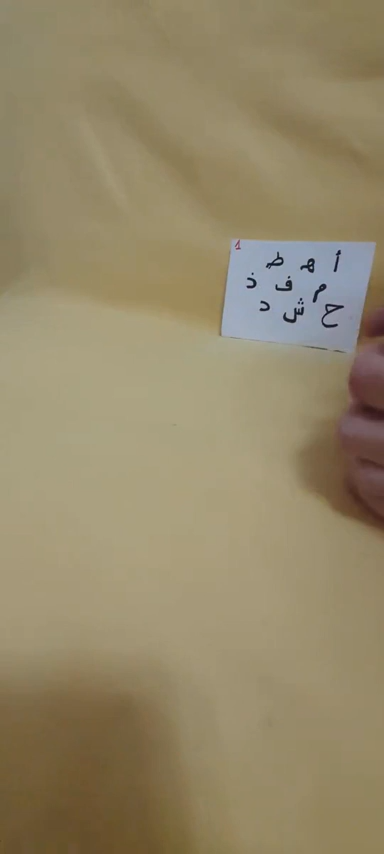 1
أ ه ط
م ف ذ
ح ش د